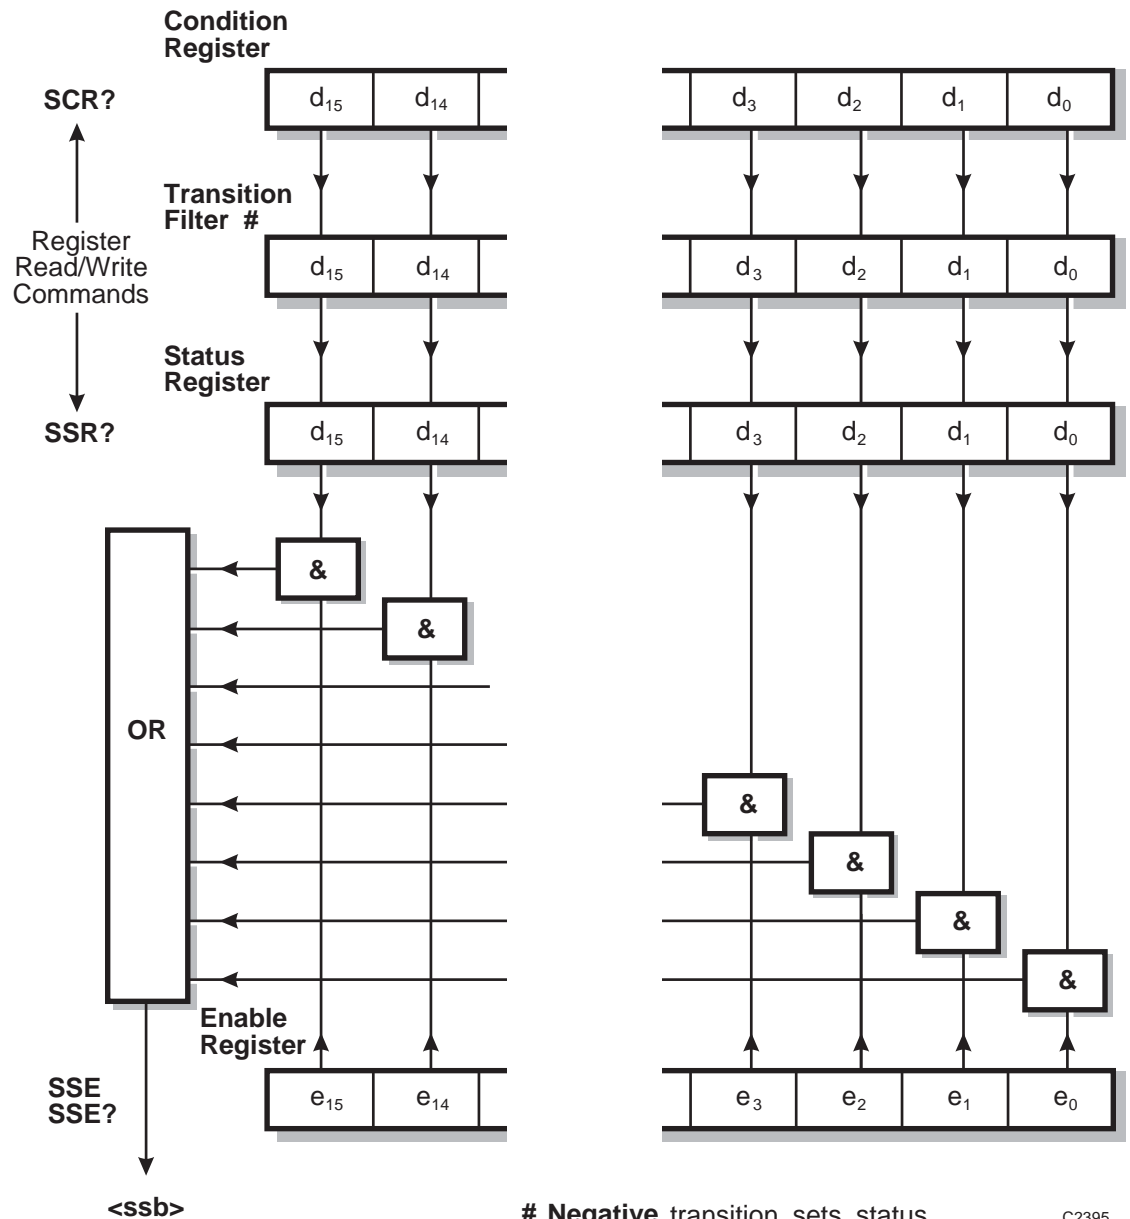 Condition
Register
SCR?
d15 d14 d3 d2 d1 d0
Transition
Filter #
Register
Read/Write
Commands
d15 d14 d3 d2 d1 d0
Status
Register
SSR?
d15 d14 d3 d2 d1 d0
&
&
OR
&
&
&
&
Enable
Register
SSE
SSE?
e15 e14 e3 e2 e1 e0
<ssb>
# Negative transition sets status
C2395